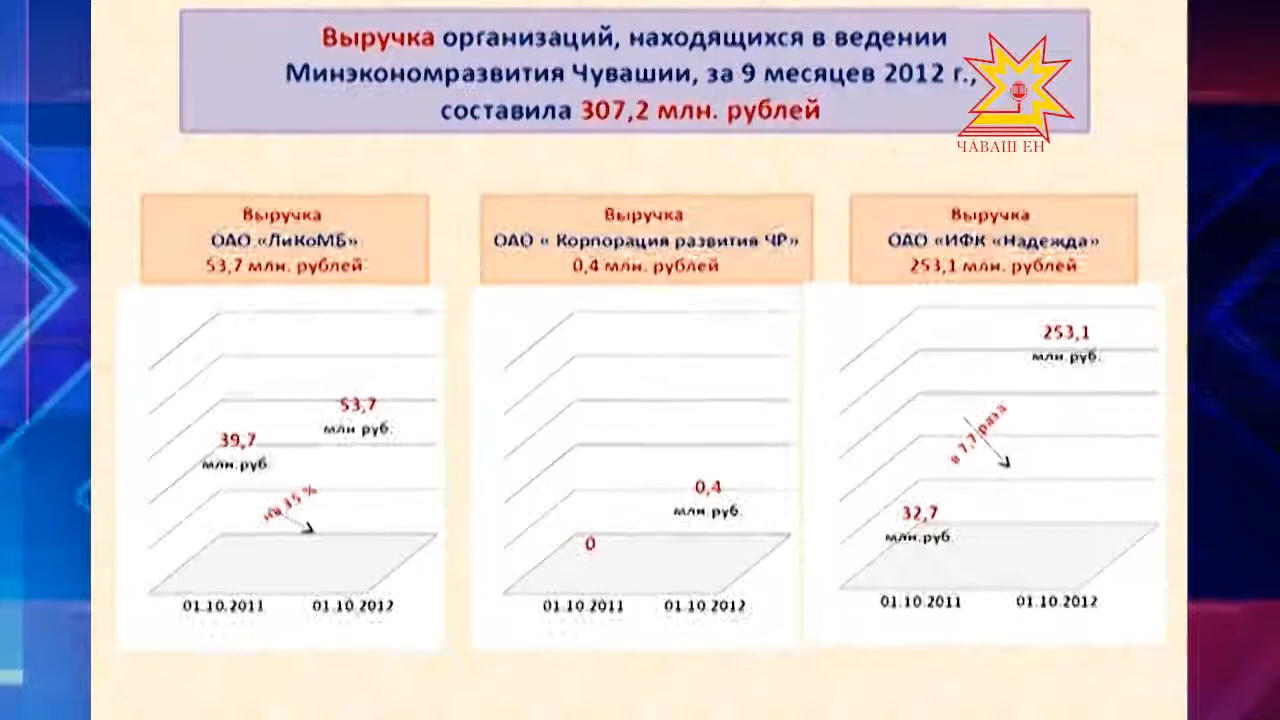 Выручка организаций, находящихся в ведении
Минэкономразвития Чувашии, за 9 месяцев 2012 г.,
составила 307,2 млн. рублей
ЧӐВАШ ЕН
Выручка
ОАО «ЛиКоМБ»
53,7 млн. рублей
Выручка
ОАО « Корпорация развития ЧР»
0,4 млн. рублей
Выручка
ОАО «ИФК «Надежда»
253,1 млн. рублей
53,7
млн руб.
39,7
млн.руб
на 35 %
01.10.2011
01.10.2012
0,4
млн руб.
0
01.10.2011
01.10.2012
253,1
млн руб.
в 7,7 раза
32,7
млн.руб.
01.10.2011
01.10.2012